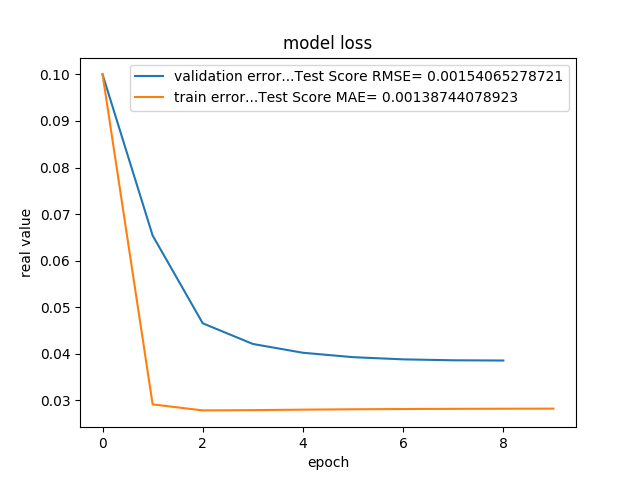 model loss
validation error...Test Score RMSE= 0.00154065278721
train error...Test Score MAE= 0.00138744078923
real value
0.10
0.09
0.08
0.07
0.06
0.05
0.04
0.03
0 2 4 6 8
epoch